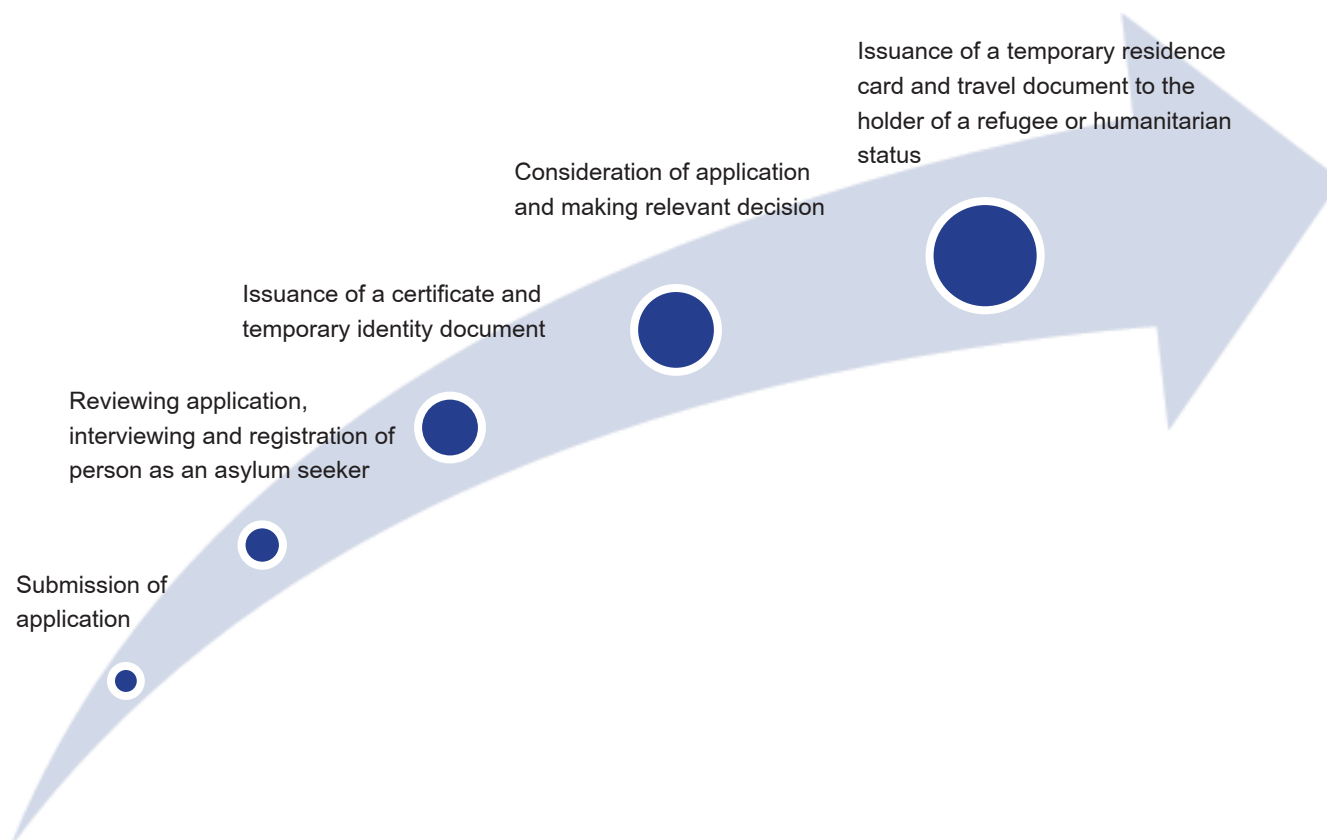 Issuance of a temporary residence
card and travel document to the
holder of a refugee or humanitarian
status
Consideration of application
and making relevant decision
Issuance of a certificate and
temporary identity document
Reviewing application,
interviewing and registration of
person as an asylum seeker
Submission of
application